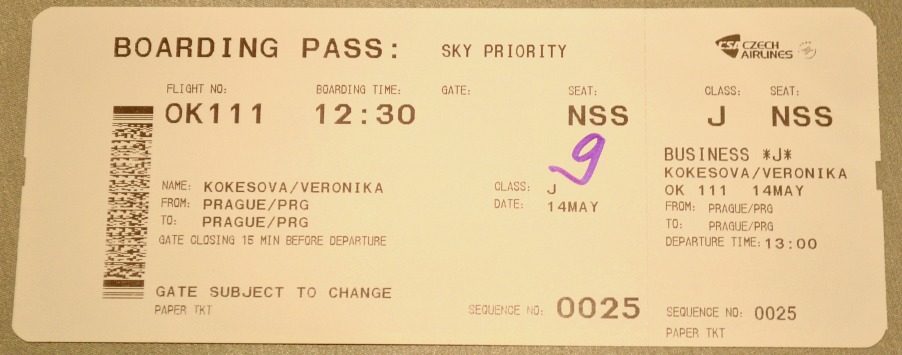 BOARDING PASS: SKY PRIORITY
FLIGHT NO: BOARDING TIME: GATE: SEAT:
OK111 12:30 NSS
9
NAME: KOKESOVA/VERONIKA CLASS: J
FROM: PRAGUE/PRG DATE: 14MAY
TO: PRAGUE/PRG
GATE CLOSING 15 MIN BEFORE DEPARTURE
GATE SUBJECT TO CHANGE
PAPER TKT SEQUENCE NO: 0025
CSA CZECH AIRLINES
CLASS: SEAT:
J NSS
BUSINESS *J*
KOKESOVA/VERONIKA
OK 111 14MAY
FROM: PRAGUE/PRG
TO: PRAGUE/PRG
DEPARTURE TIME: 13:00
SEQUENCE NO: 0025
PAPER TKT